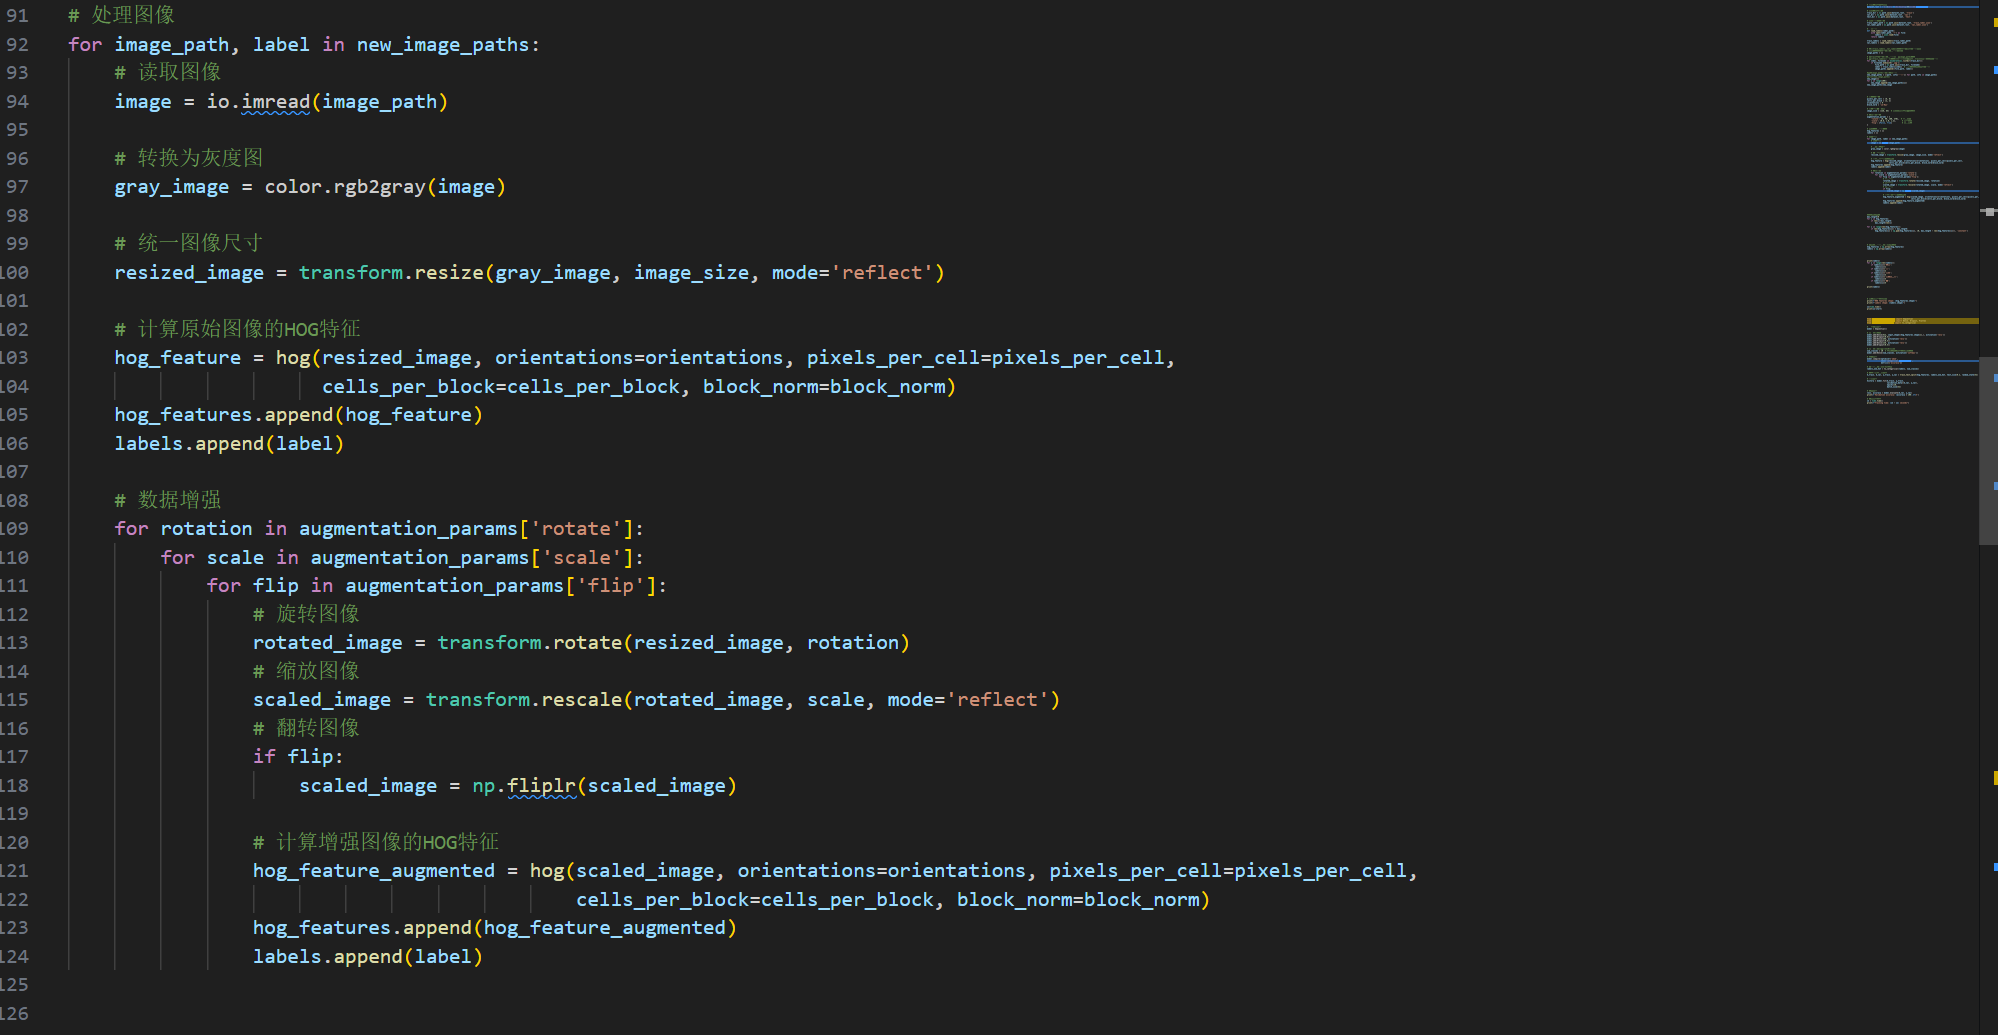 91 # 处理图像
92 for image_path, label in new_image_paths:
93     # 读取图像
94     image = io.imread(image_path)
95
96     # 转换为灰度图
97     gray_image = color.rgb2gray(image)
98
99     # 统一图像尺寸
100     resized_image = transform.resize(gray_image, image_size, mode='reflect')
101
102     # 计算原始图像的HOG特征
103     hog_feature = hog(resized_image, orientations=orientations, pixels_per_cell=pixels_per_cell,
104                       cells_per_block=cells_per_block, block_norm=block_norm)
105     hog_features.append(hog_feature)
106     labels.append(label)
107
108     # 数据增强
109     for rotation in augmentation_params['rotate']:
110         for scale in augmentation_params['scale']:
111             for flip in augmentation_params['flip']:
112                 # 旋转图像
113                 rotated_image = transform.rotate(resized_image, rotation)
114                 # 缩放图像
115                 scaled_image = transform.rescale(rotated_image, scale, mode='reflect')
116                 # 翻转图像
117                 if flip:
118                     scaled_image = np.fliplr(scaled_image)
119
120                 # 计算增强图像的HOG特征
121                 hog_feature_augmented = hog(scaled_image, orientations=orientations, pixels_per_cell=pixels_per_cell,
122                                             cells_per_block=cells_per_block, block_norm=block_norm)
123                 hog_features.append(hog_feature_augmented)
124                 labels.append(label)
125
126